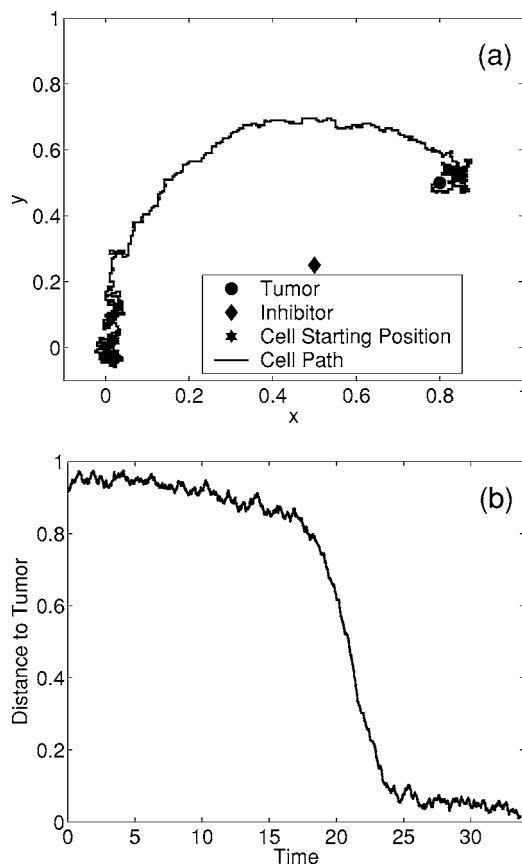 (a)
1
0.8
0.6
0.4
0.2
0
y
Tumor
Inhibitor
Cell Starting Position
Cell Path
0 0.2 0.4 0.6 0.8
x
(b)
1
0.8
0.6
0.4
0.2
0
Distance to Tumor
0 5 10 15 20 25 30
Time